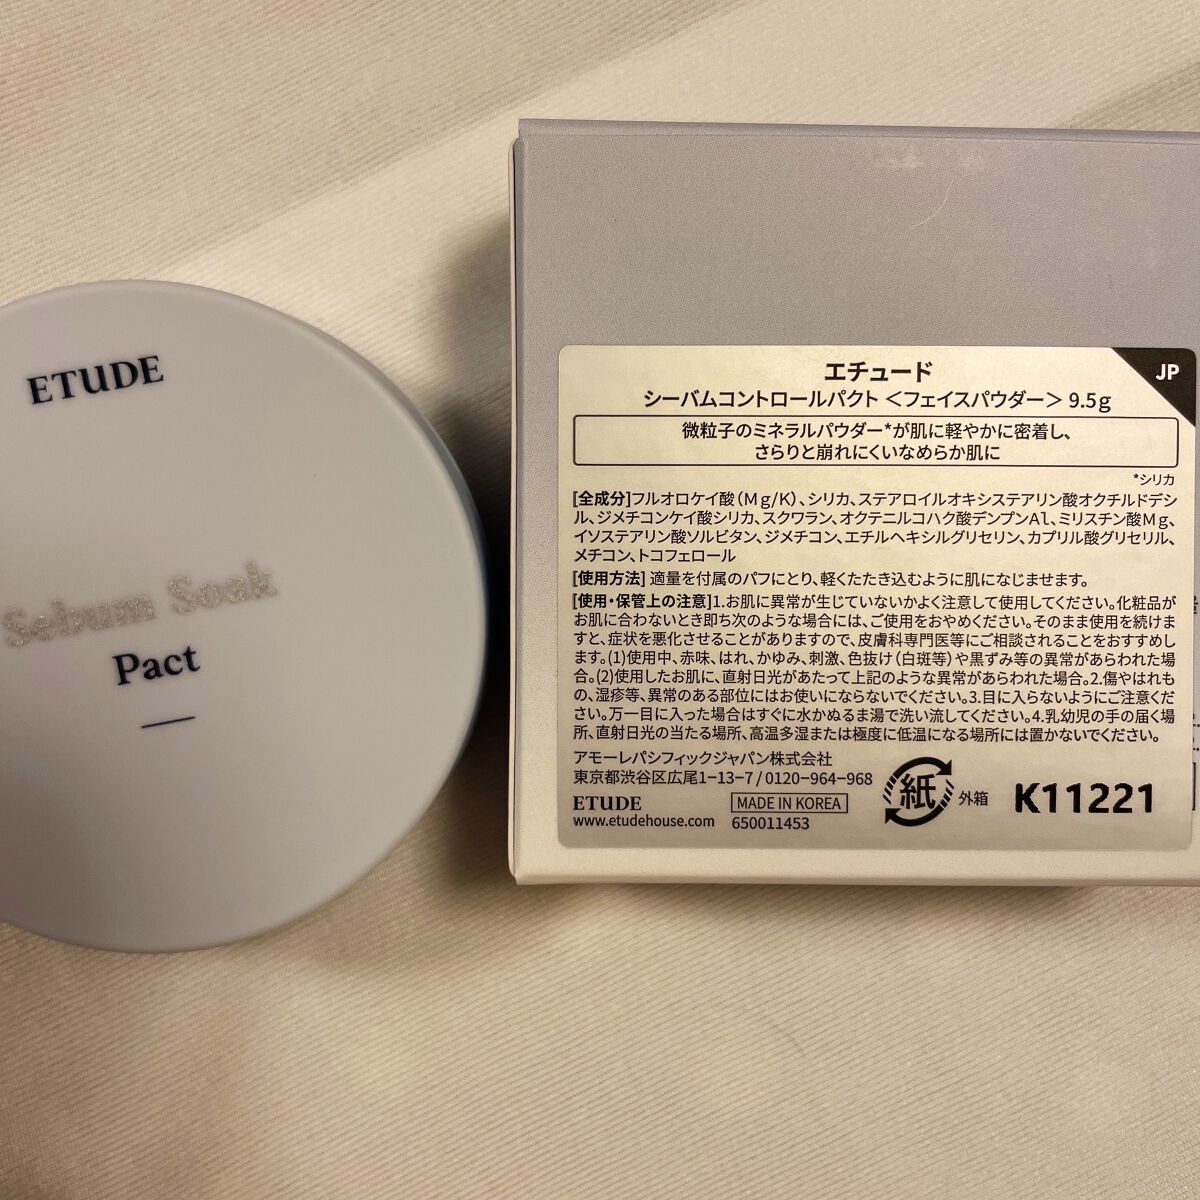 ETUDE
Sebum Soak
Pact
JP
エチュード
シーバムコントロールパクト＜フェイスパウダー＞9.5g
微粒子のミネラルパウダー*が肌に軽やかに密着し、
さらりと崩れにくいなめらか肌に
*シリカ
[全成分]フルオロケイ酸（Mg/K）、シリカ、ステアロイルオキシステアリン酸オクチルドデシ
ル、ジメチコンケイ酸シリカ、スクワラン、オクテニルコハク酸デンプンAl、ミリスチン酸Mg、
イソステアリン酸ソルビタン、ジメチコン、エチルヘキシルグリセリン、カプリル酸グリセリル、
メチコン、トコフェロール
[使用方法] 適量を付属のパフにとり、軽くたたき込むように肌になじませます。
[使用・保管上の注意]1.お肌に異常が生じていないかよく注意して使用してください。化粧品が
お肌に合わないとき即ち次のような場合には、ご使用をおやめください。そのまま使用を続けま
すと、症状を悪化させることがありますので、皮膚科専門医等にご相談されることをおすすめし
ます。(1)使用中、赤味、はれ、かゆみ、刺激、色抜け（白斑等）や黒ずみ等の異常があらわれた場
合。(2)使用したお肌に、直射日光があたって上記のような異常があらわれた場合。2.傷やはれも
の、湿疹等、異常のある部位にはお使いにならないでください。3.目に入らないようにご注意くだ
さい。万一目に入った場合はすぐに水かぬるま湯で洗い流してください。4.乳幼児の手の届く場
所、直射日光の当たる場所、高温多湿または極度に低温になる場所には置かないでください。
アモーレパシフィックジャパン株式会社
東京都渋谷区広尾1-13-7/0120-964-968
ETUDE MADE IN KOREA
www.etudehouse.com 650011453
紙 外箱 K11221